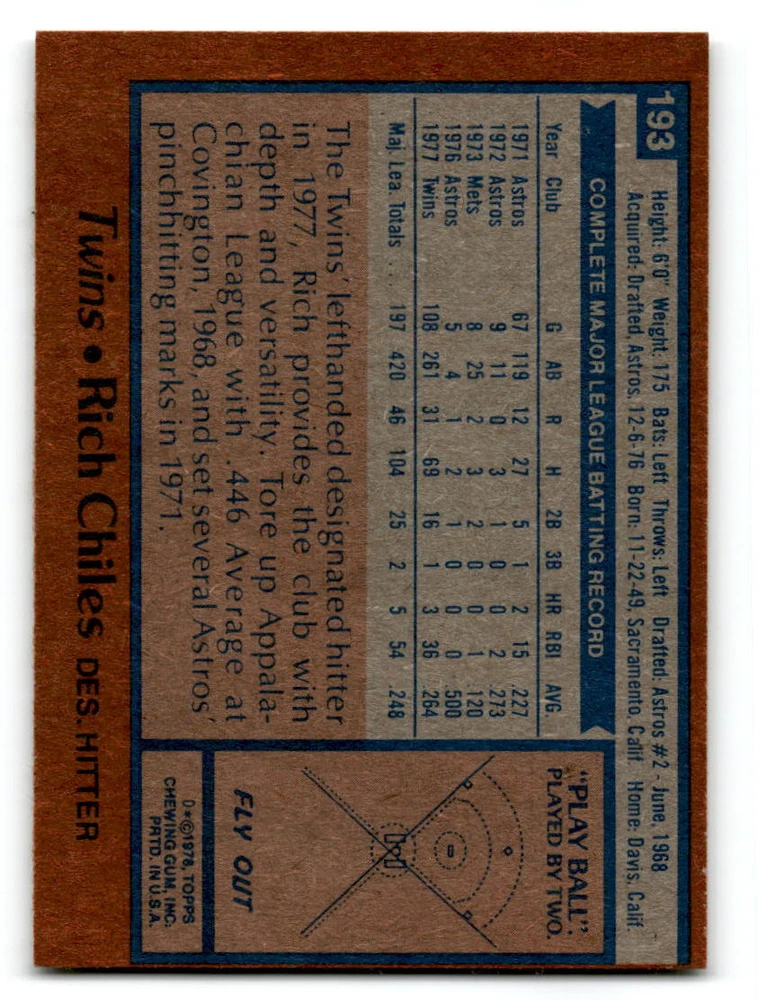 193
Height: 6'0" Weight: 175 Bats: Left Throws: Left Drafted: Astros #2 - June, 1968
Acquired: Drafted, Astros, 12-6-76 Born: 11-22-49, Sacramento, Calif. Home: Davis, Calif.
COMPLETE MAJOR LEAGUE BATTING RECORD
Year Club G AB R H 2B 3B HR RBI AVG.
1971 Astros 67 119 12 27 5 1 2 15 .227
1972 Astros 9 11 0 3 1 0 0 2 .273
1973 Mets 8 25 2 3 2 0 0 1 .120
1976 Astros 5 4 1 2 1 0 0 0 .500
1977 Twins 108 261 31 69 16 1 3 36 .264
Maj. Lea. Totals . . . 197 420 46 104 25 2 5 54 .248
The Twins' lefthanded designated hitter
in 1977, Rich provides the club with
depth and versatility. Tore up Appala-
chian League with .446 Average at
Covington, 1968, and set several Astros'
pinchhitting marks in 1971.
"PLAY BALL":
PLAYED BY TWO.
FLY OUT
D*©1978, TOPPS
CHEWING GUM, INC.
PRTD. IN U.S.A.
Twins • Rich Chiles DES. HITTER